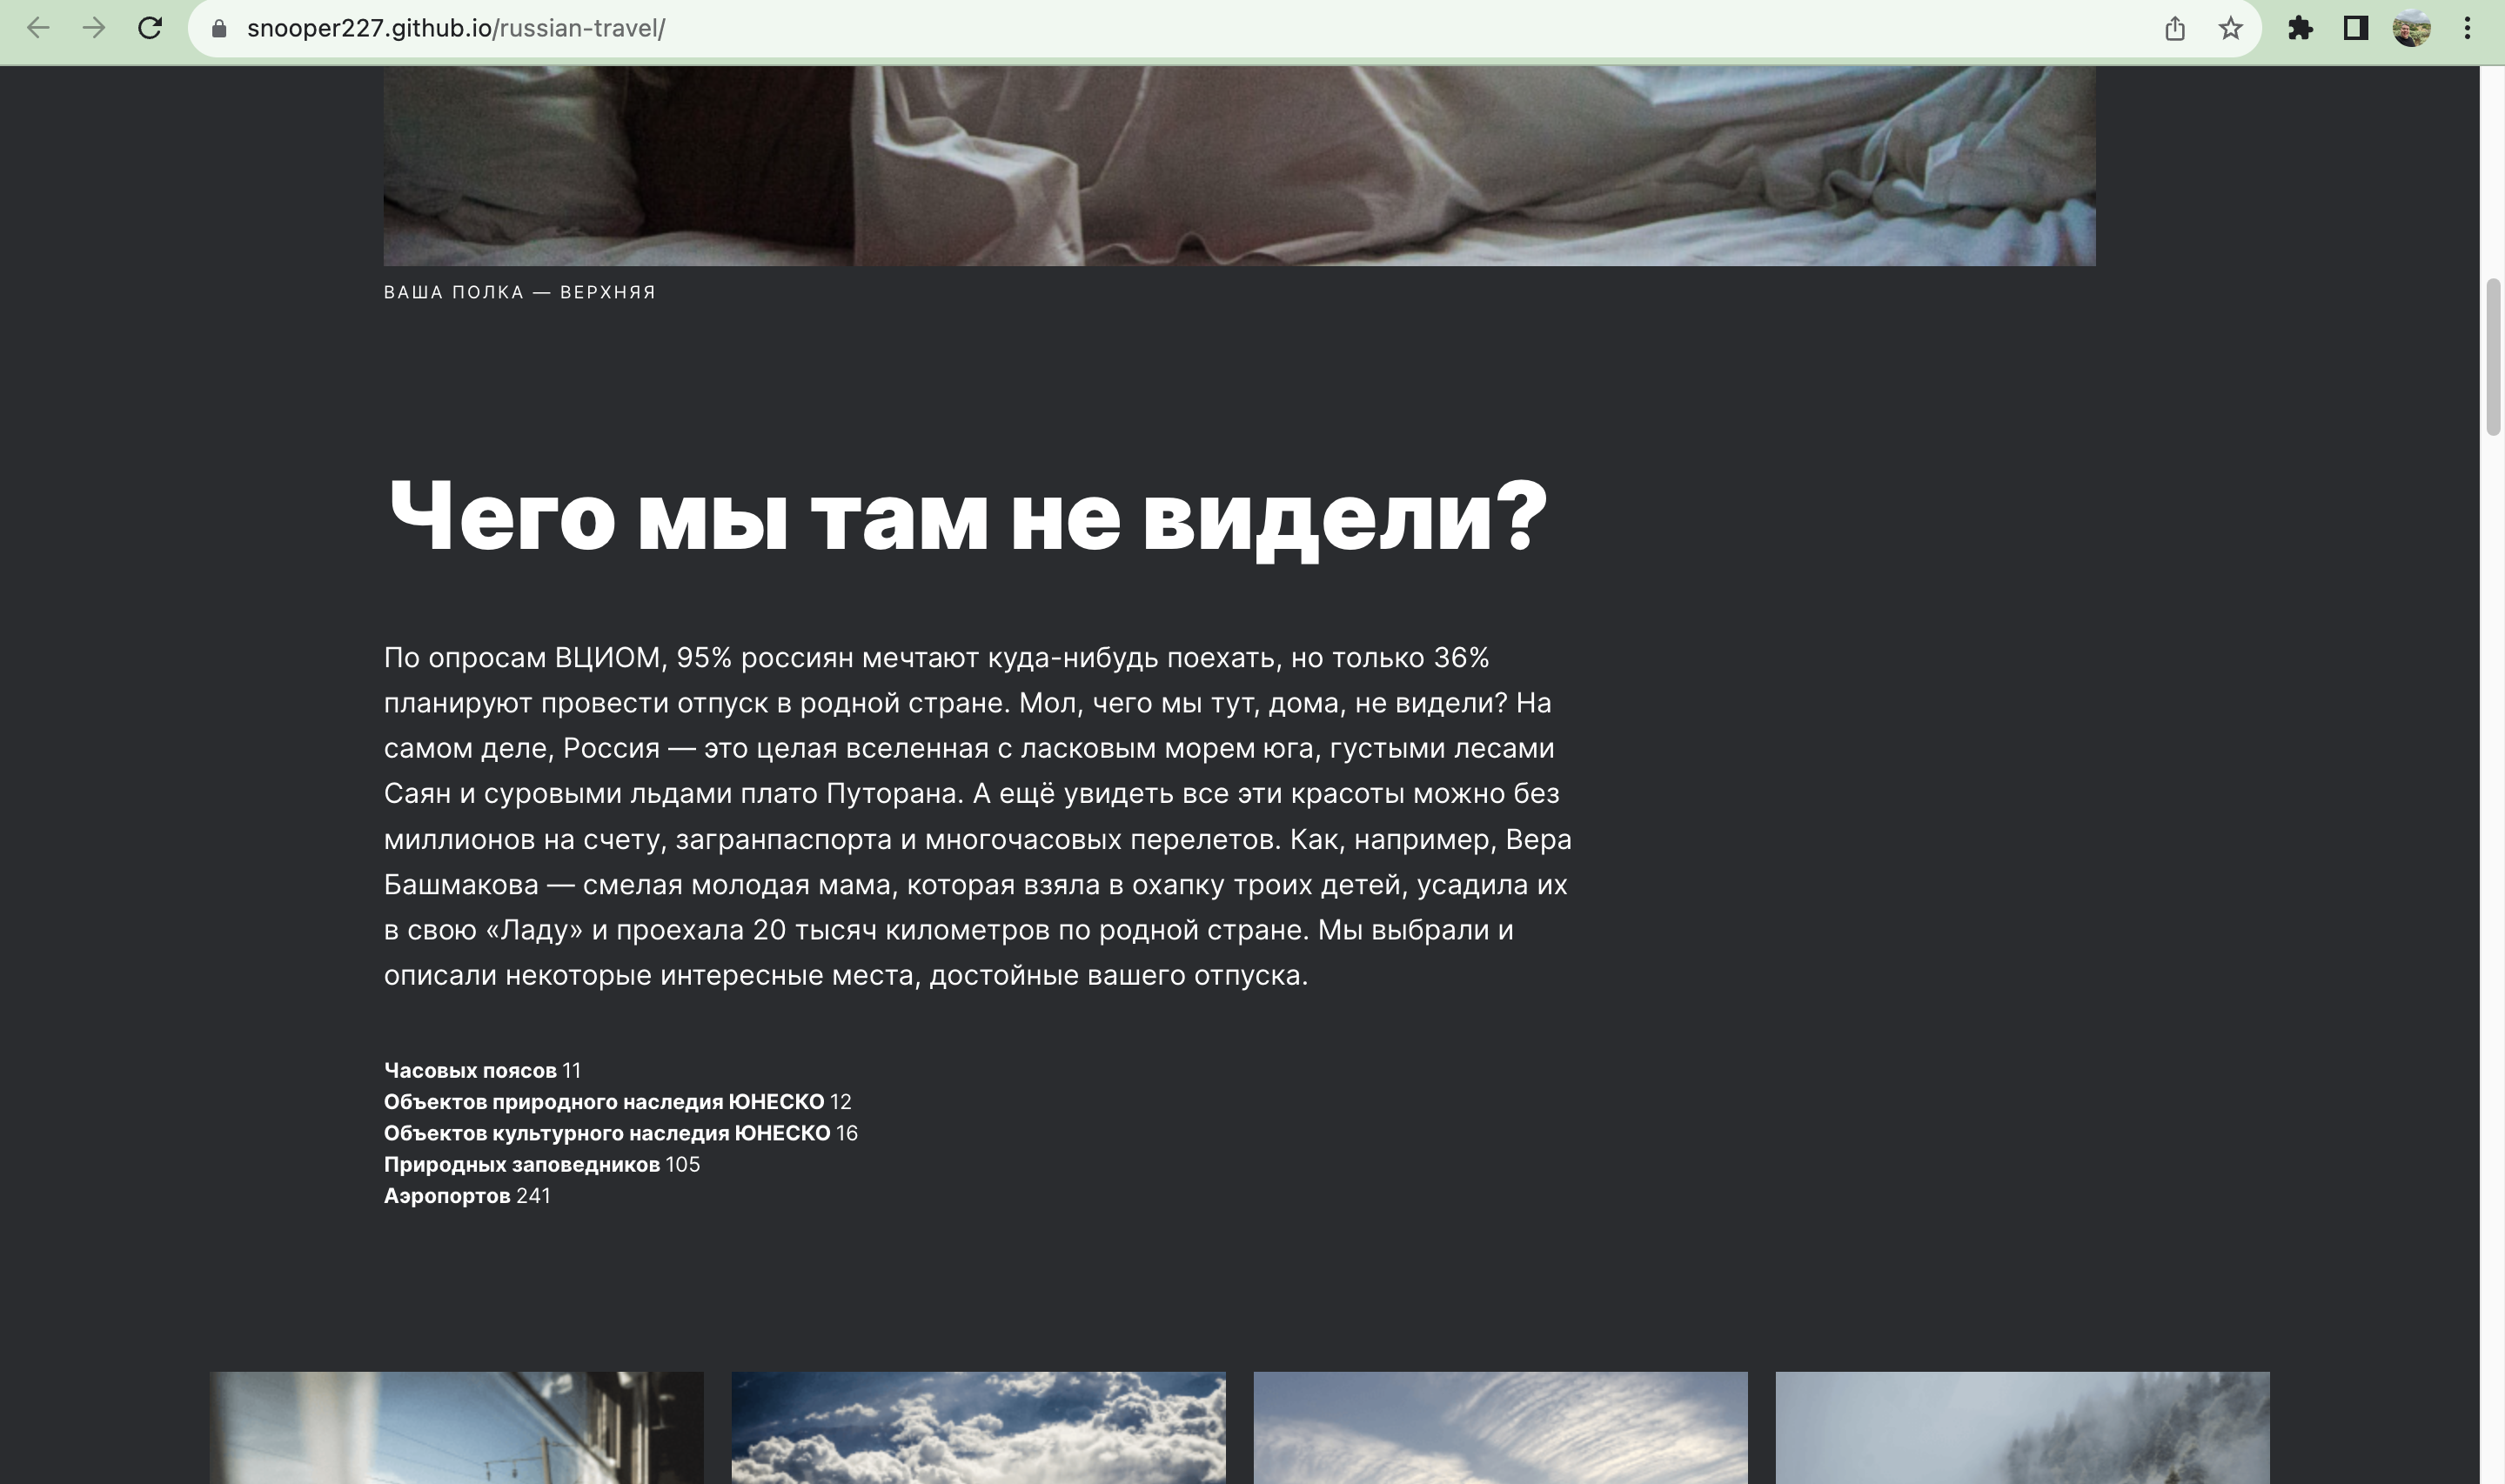 snooper227.github.io/russian-travel/
ВАША ПОЛКА — ВЕРХНЯЯ
Чего мы там не видели?
По опросам ВЦИОМ, 95% россиян мечтают куда-нибудь поехать, но только 36%
планируют провести отпуск в родной стране. Мол, чего мы тут, дома, не видели? На
самом деле, Россия — это целая вселенная с ласковым морем юга, густыми лесами
Саян и суровыми льдами плато Путорана. А ещё увидеть все эти красоты можно без
миллионов на счету, загранпаспорта и многочасовых перелетов. Как, например, Вера
Башмакова — смелая молодая мама, которая взяла в охапку троих детей, усадила их
в свою «Ладу» и проехала 20 тысяч километров по родной стране. Мы выбрали и
описали некоторые интересные места, достойные вашего отпуска.
Часовых поясов 11
Объектов природного наследия ЮНЕСКО 12
Объектов культурного наследия ЮНЕСКО 16
Природных заповедников 105
Аэропортов 241